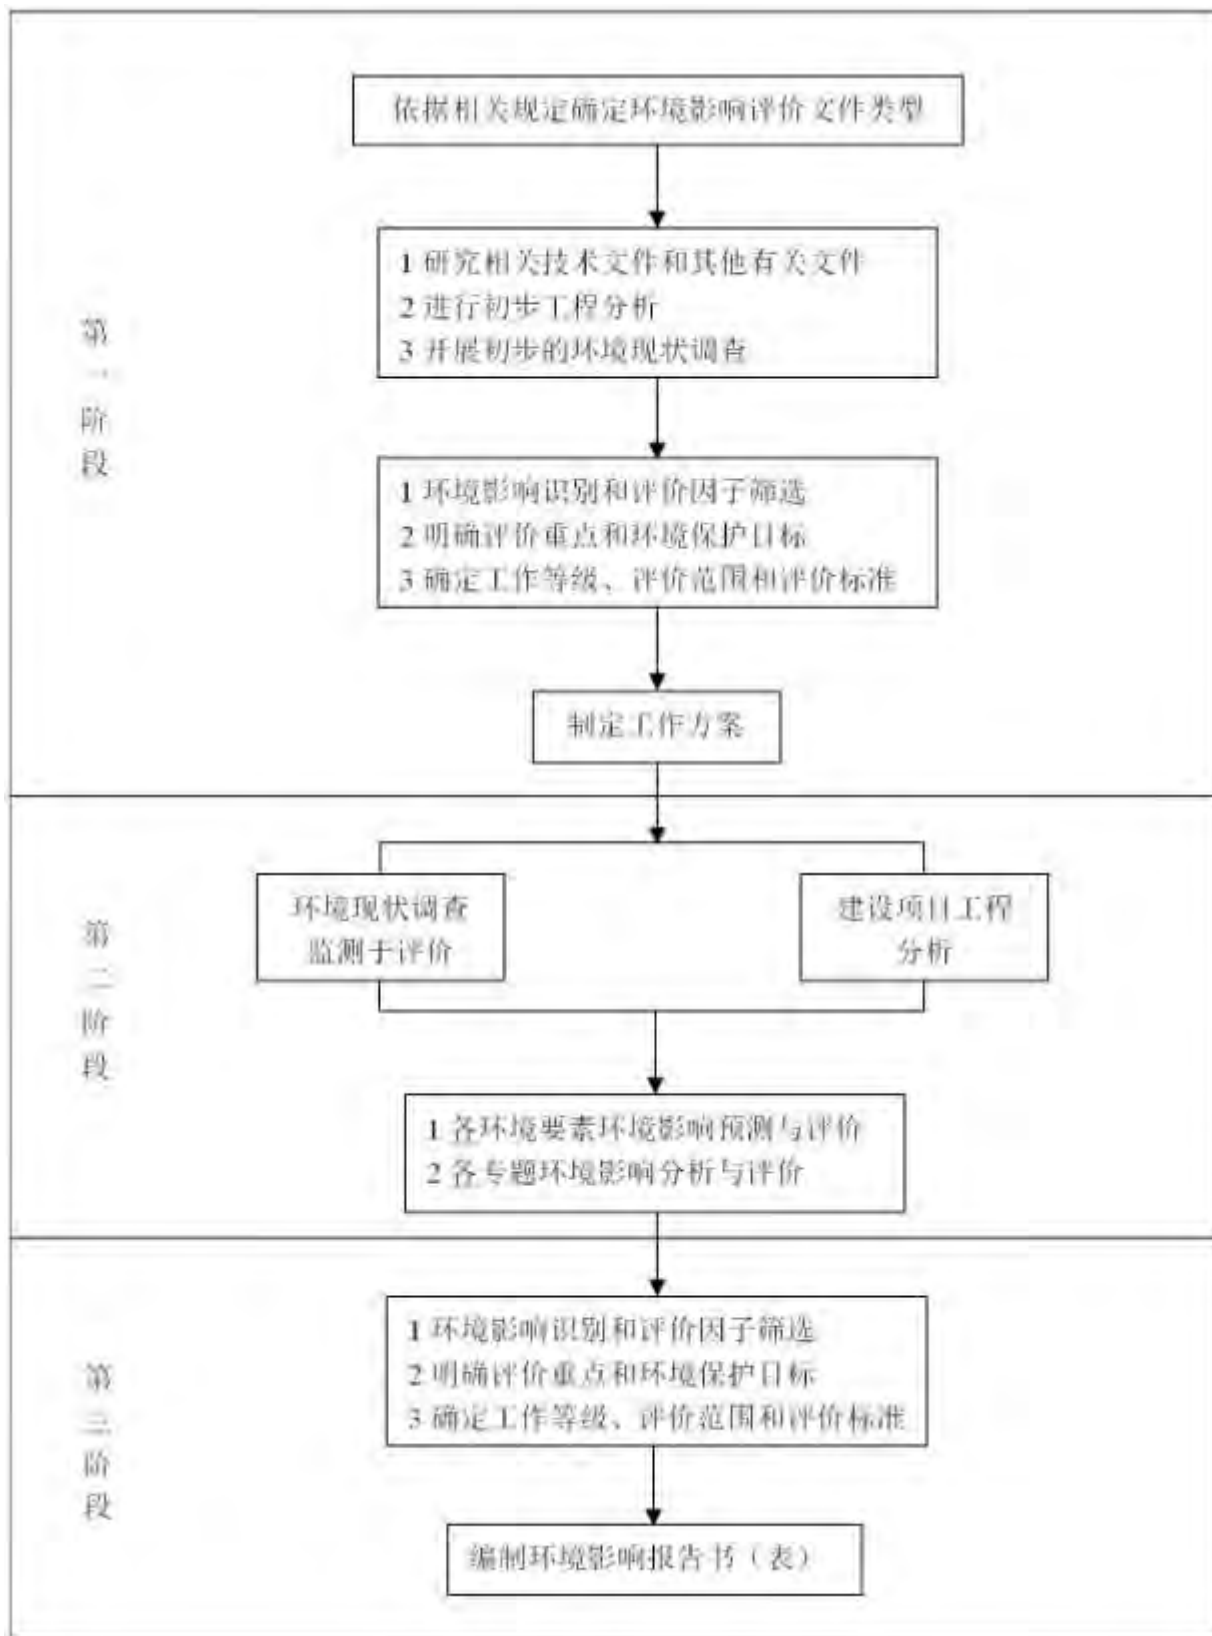 第一阶段
依据相关规定确定环境影响评价文件类型
1 研究相关技术文件和其他有关文件
2 进行初步工程分析
3 开展初步的环境现状调查
1 环境影响识别和评价因子筛选
2 明确评价重点和环境保护目标
3 确定工作等级、评价范围和评价标准
制定工作方案
第二阶段
环境现状调查
监测于评价
建设项目工程
分析
1 各环境要素环境影响预测与评价
2 各专题环境影响分析与评价
第三阶段
1 环境影响识别和评价因子筛选
2 明确评价重点和环境保护目标
3 确定工作等级、评价范围和评价标准
编制环境影响报告书（表）